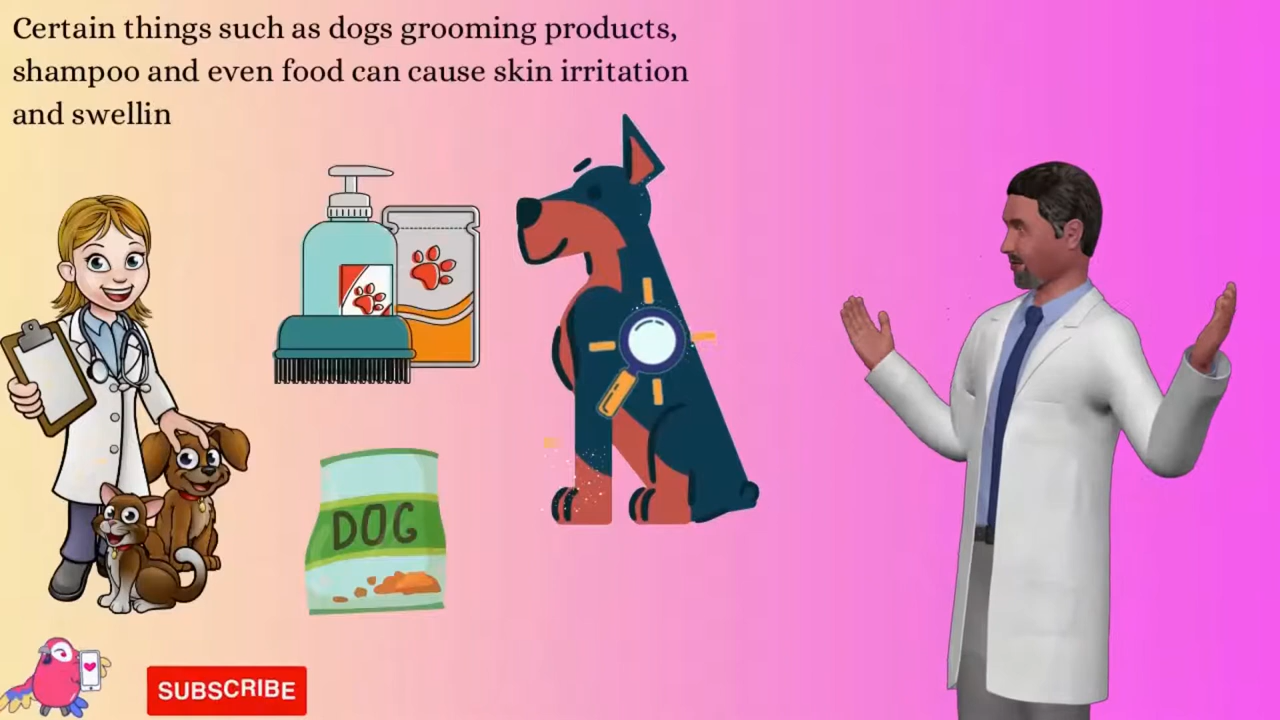 Certain things such as dogs grooming products,
shampoo and even food can cause skin irritation
and swellin
DOG
SUBSCRIBE